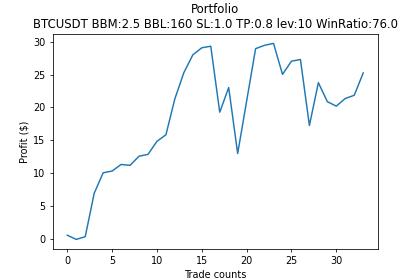 Portfolio
BTCUSDT BBM:2.5 BBL:160 SL:1.0 TP:0.8 lev:10 WinRatio:76.0
30
25
20
15
10
5
0
Profit ($)
0 5 10 15 20 25 30
Trade counts